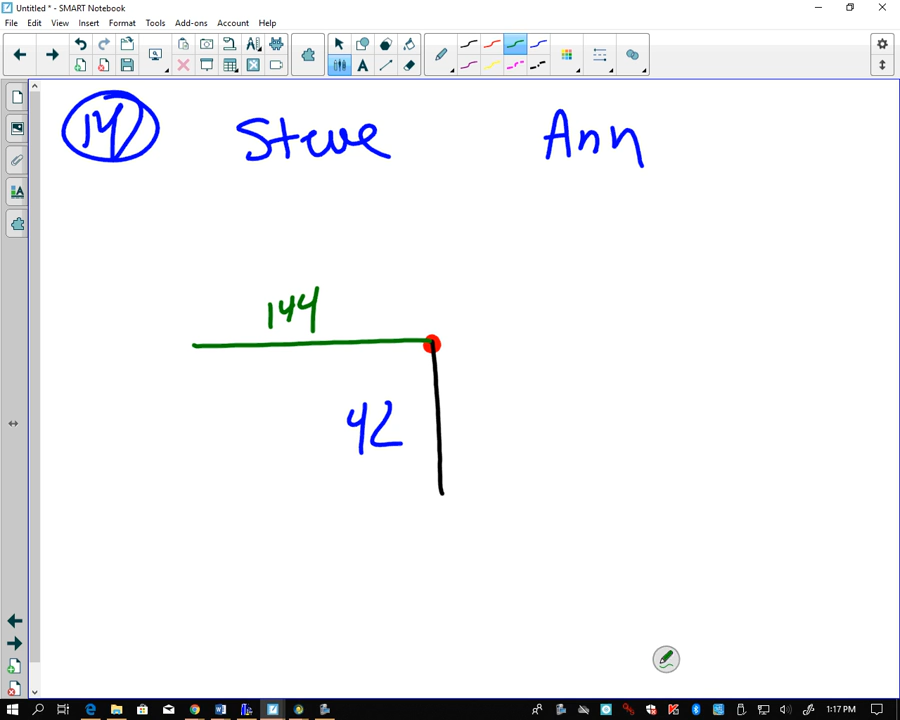 Untitled * - SMART Notebook
File Edit View Insert Format Tools Add-ons Account Help
14 Steve Ann
144
42
1:17 PM